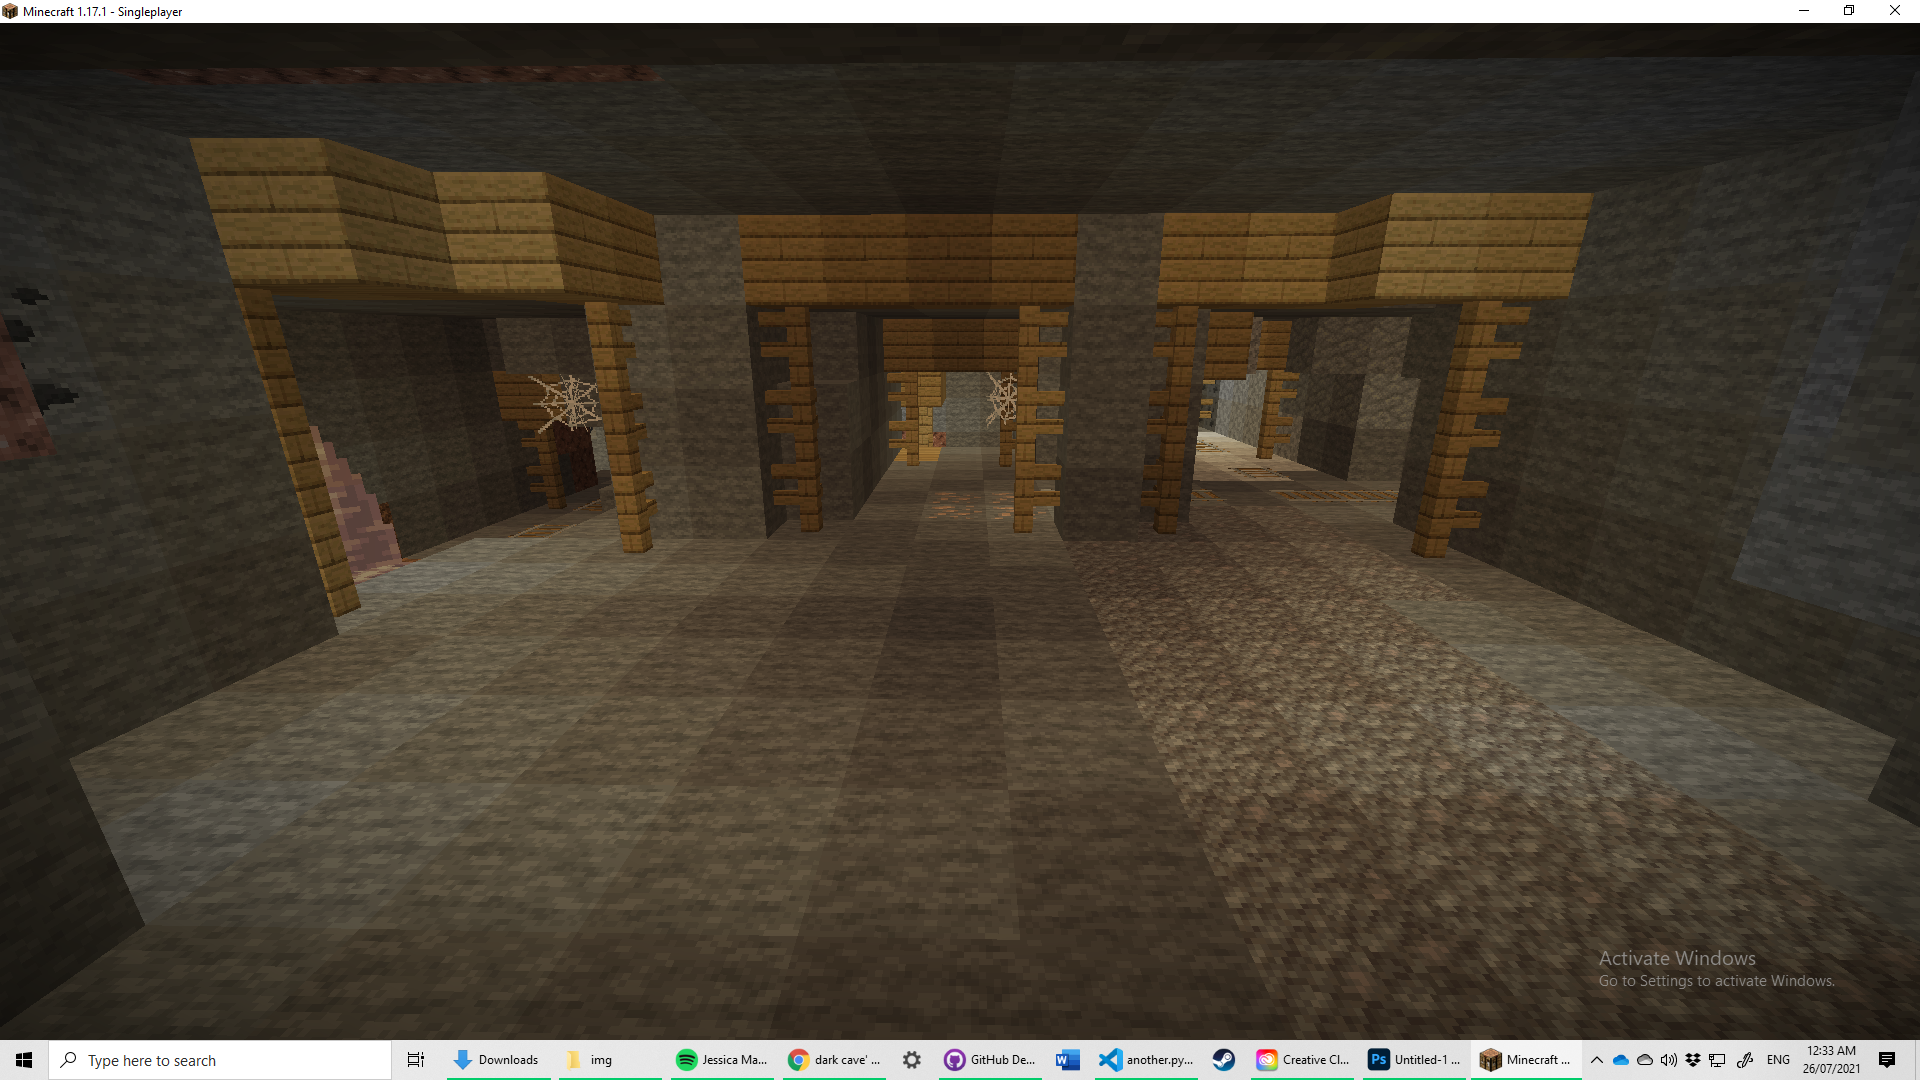 Minecraft 1.17.1 - Singleplayer
Activate Windows
Go to Settings to activate Windows.
Type here to search
Downloads
img
Jessica Ma...
dark cave' ...
GitHub De...
another.py...
Creative Cl...
Ps
Untitled-1 ...
Minecraft ...
ENG
12:33 AM
26/07/2021